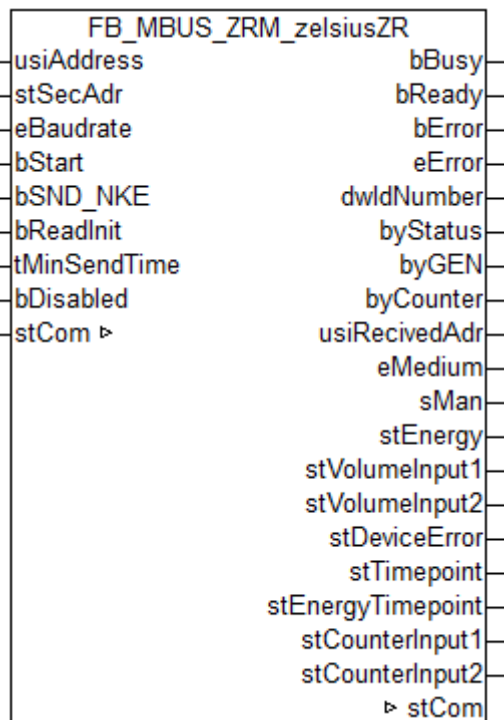 FB_MBUS_ZRM_zelsiusZR
usiAddress bBusy
stSecAdr bReady
eBaudrate bError
bStart eError
bSND_NKE dwIdNumber
bReadInit byStatus
tMinSendTime byGEN
bDisabled byCounter
stCom ▹ usiRecivedAdr
eMedium
sMan
stEnergy
stVolumeInput1
stVolumeInput2
stDeviceError
stTimepoint
stEnergyTimepoint
stCounterInput1
stCounterInput2
▹ stCom